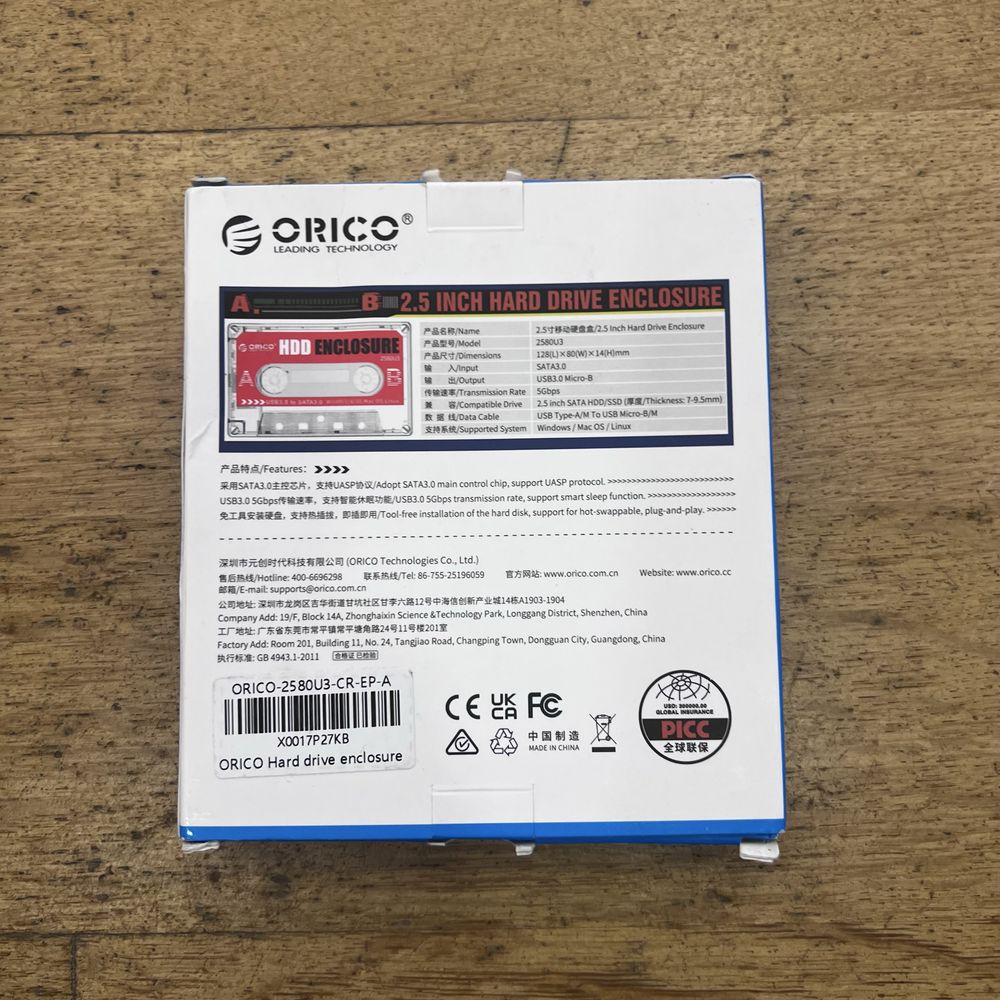 ORICO®
LEADING TECHNOLOGY
A. B 2.5 INCH HARD DRIVE ENCLOSURE
ORICO HDD ENCLOSURE
2580U3
A B
USB3.0 to SATA3.0
产品名称/Name 2.5寸移动硬盘盒/2.5 Inch Hard Drive Enclosure
产品型号/Model 2580U3
产品尺寸/Dimensions 128(L)×80(W)×14(H)mm
输 入/Input SATA3.0
输 出/Output USB3.0 Micro-B
传输速率/Transmission Rate 5Gbps
兼 容/Compatible Drive 2.5 inch SATA HDD/SSD (厚度/Thickness: 7-9.5mm)
数 据 线/Data Cable USB Type-A/M To USB Micro-B/M
支持系统/Supported System Windows / Mac OS / Linux
产品特点/Features:
采用SATA3.0主控芯片，支持UASP协议/Adopt SATA3.0 main control chip, support UASP protocol.
USB3.0 5Gbps传输速率，支持智能休眠功能/USB3.0 5Gbps transmission rate, support smart sleep function.
免工具安装硬盘，支持热插拔，即插即用/Tool-free installation of the hard disk, support for hot-swappable, plug-and-play.
深圳市元创时代科技有限公司 (ORICO Technologies Co., Ltd.)
售后热线/Hotline: 400-6696298 联系热线/Tel: 86-755-25196059 官方网站: www.orico.com.cn Website: www.orico.cc
邮箱/E-mail: supports@orico.com.cn
公司地址: 深圳市龙岗区吉华街道甘坑社区甘李六路12号中海信创新产业城14栋A1903-1904
Company Add: 19/F, Block 14A, Zhonghaixin Science &Technology Park, Longgang District, Shenzhen, China
工厂地址: 广东省东莞市常平镇常平塘角路24号11号楼201室
Factory Add: Room 201, Building 11, No. 24, Tangjiao Road, Changping Town, Dongguan City, Guangdong, China
执行标准: GB 4943.1-2011 合格证 已检验
ORICO-2580U3-CR-EP-A
X0017P27KB
ORICO Hard drive enclosure
CE UK CA FC
中国制造
MADE IN CHINA
USD: 300000.00
GLOBAL INSURANCE
PICC
全球联保